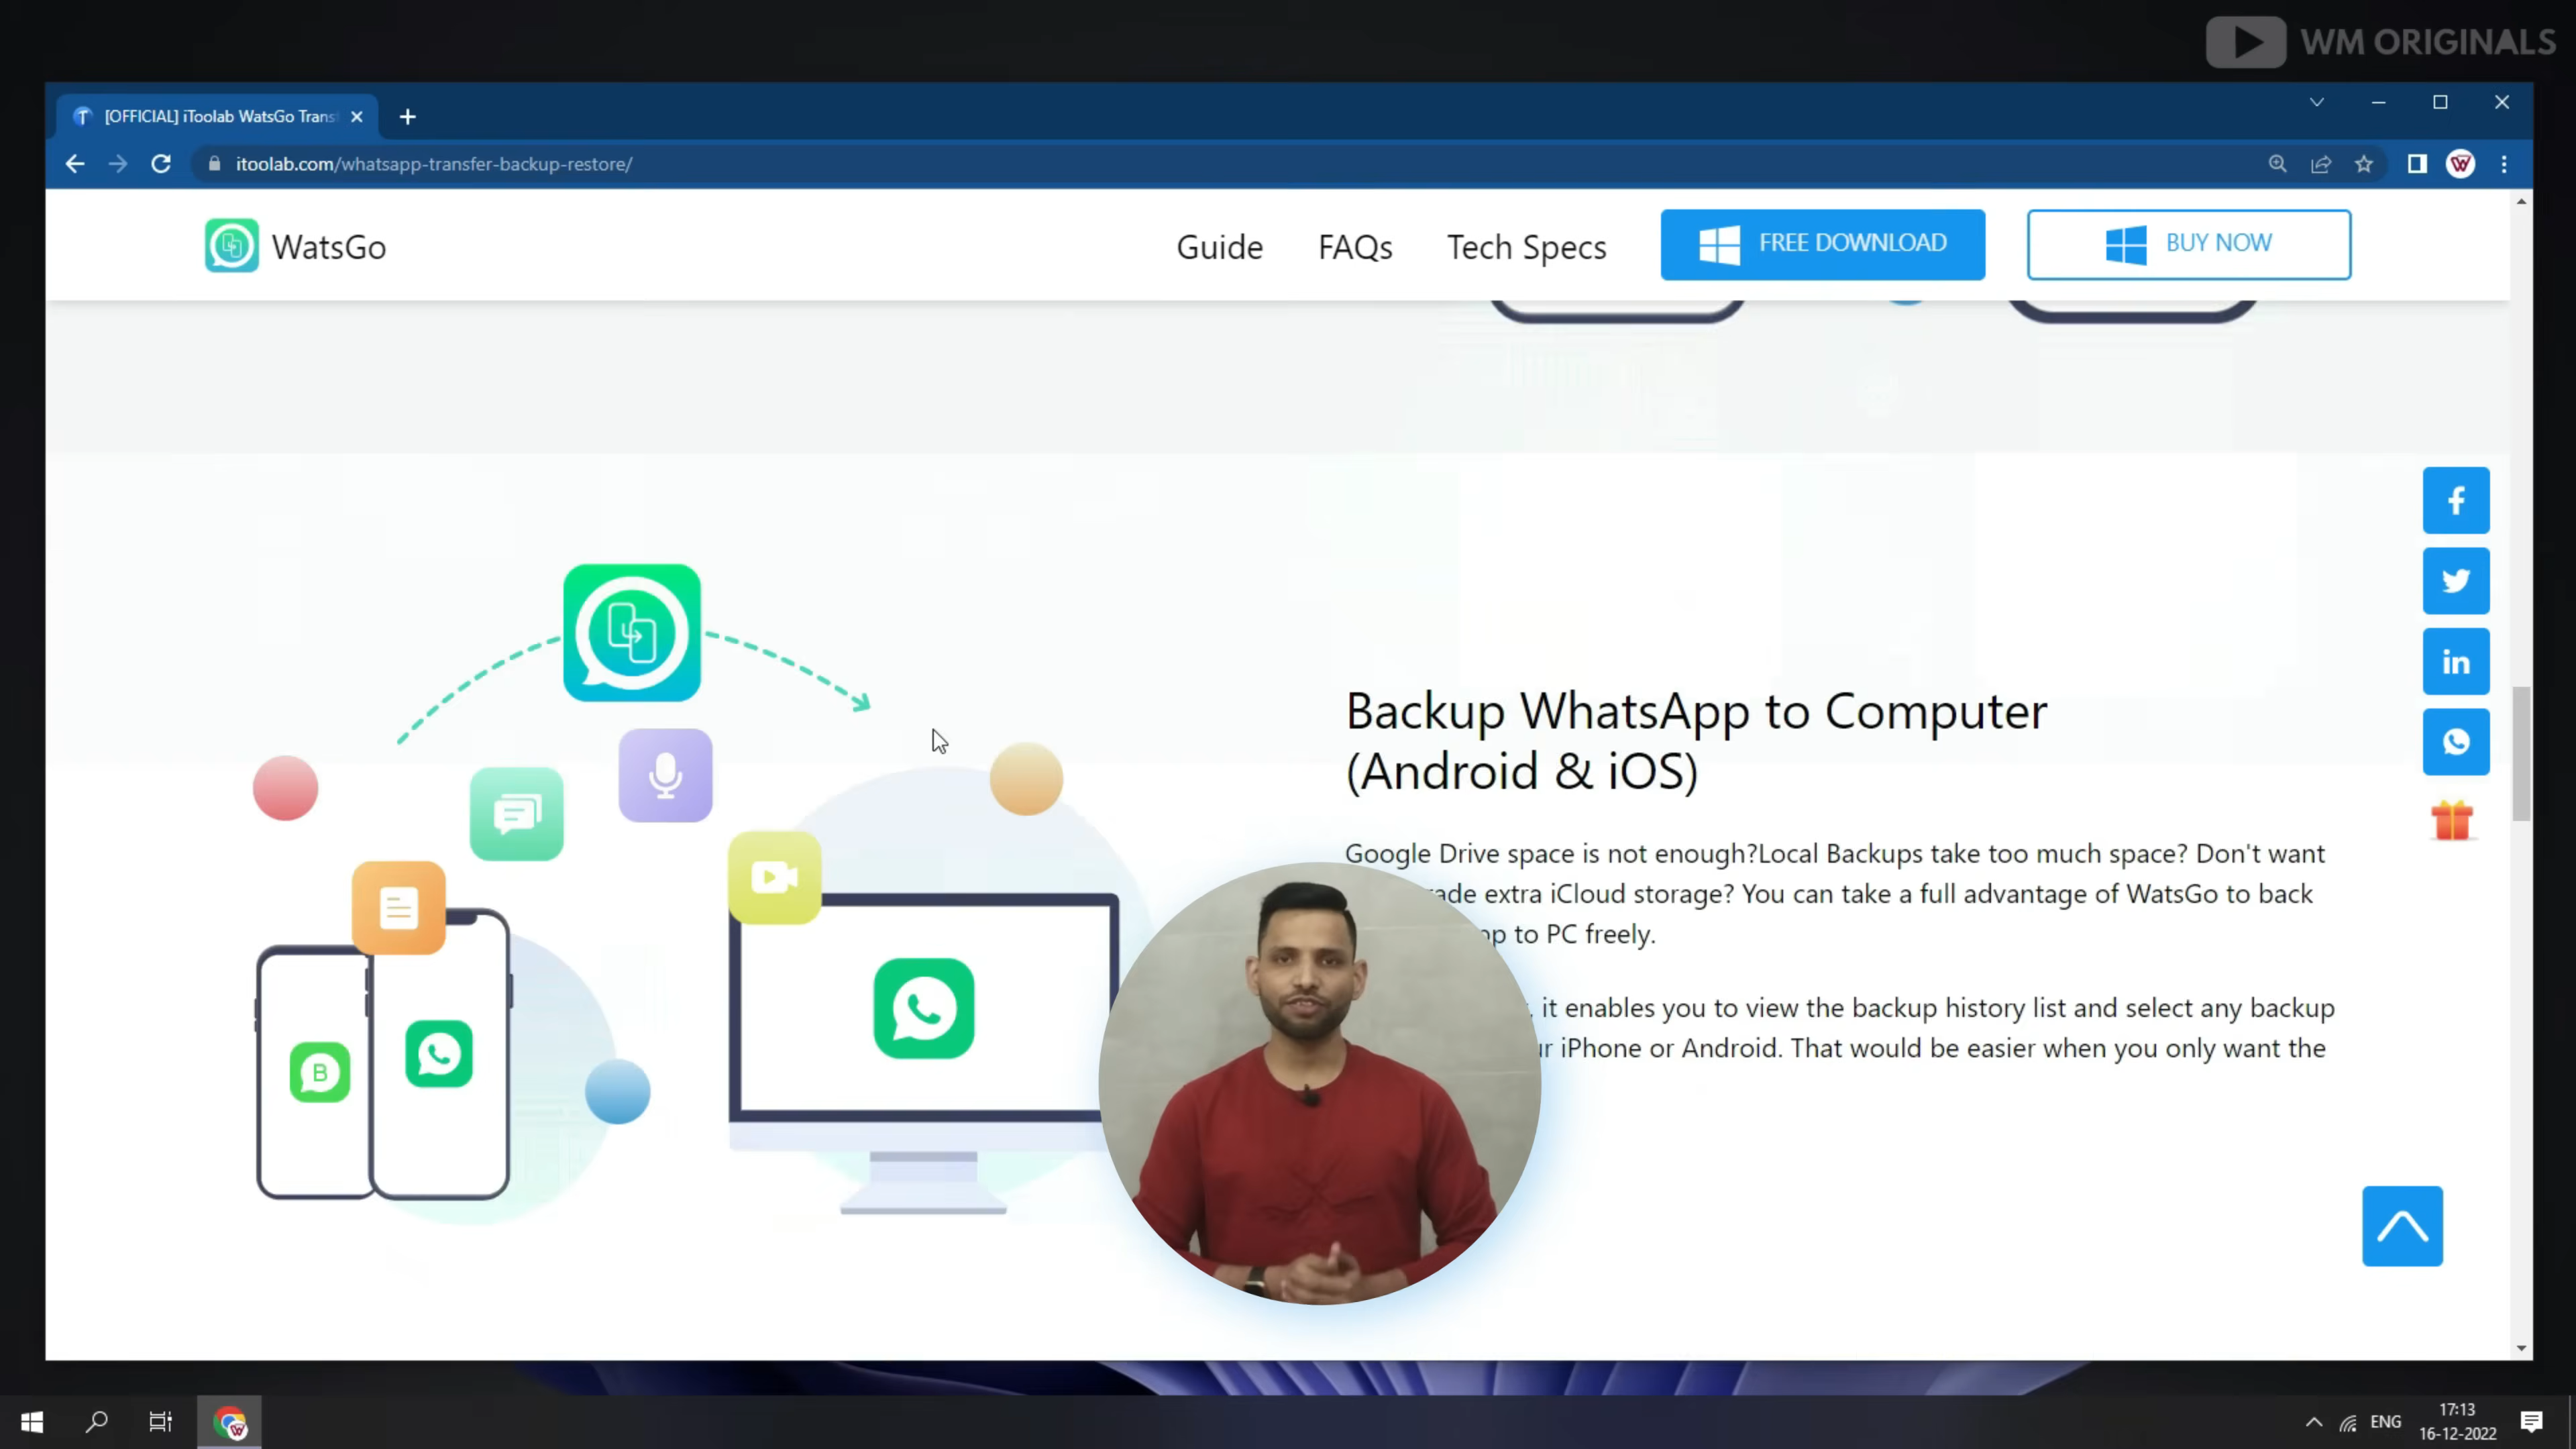 WM ORIGINALS
[OFFICIAL] iToolab WatsGo Trans
itoolab.com/whatsapp-transfer-backup-restore/
WatsGo
Guide
FAQs
Tech Specs
FREE DOWNLOAD
BUY NOW
Backup WhatsApp to Computer
(Android & iOS)
Google Drive space is not enough?Local Backups take too much space? Don't want
extra iCloud storage? You can take a full advantage of WatsGo to back
to PC freely.
it enables you to view the backup history list and select any backup
iPhone or Android. That would be easier when you only want the
B
ENG
17:13
16-12-2022